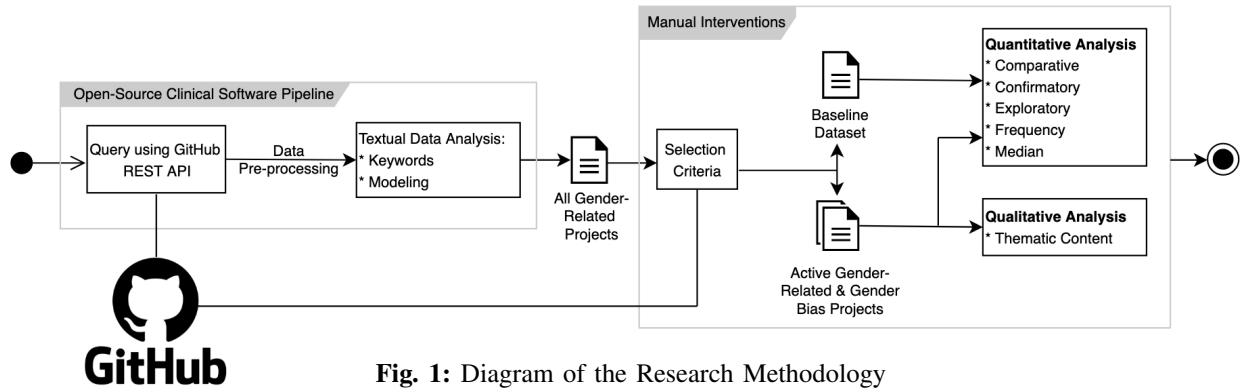 Manual Interventions
Open-Source Clinical Software Pipeline
Query using GitHub
REST API
Data
Pre-processing
Textual Data Analysis:
* Keywords
* Modeling
All Gender-
Related
Projects
Selection
Criteria
Baseline
Dataset
Active Gender-
Related & Gender
Bias Projects
Quantitative Analysis
* Comparative
* Confirmatory
* Exploratory
* Frequency
* Median
Qualitative Analysis
* Thematic Content
GitHub
Fig. 1: Diagram of the Research Methodology